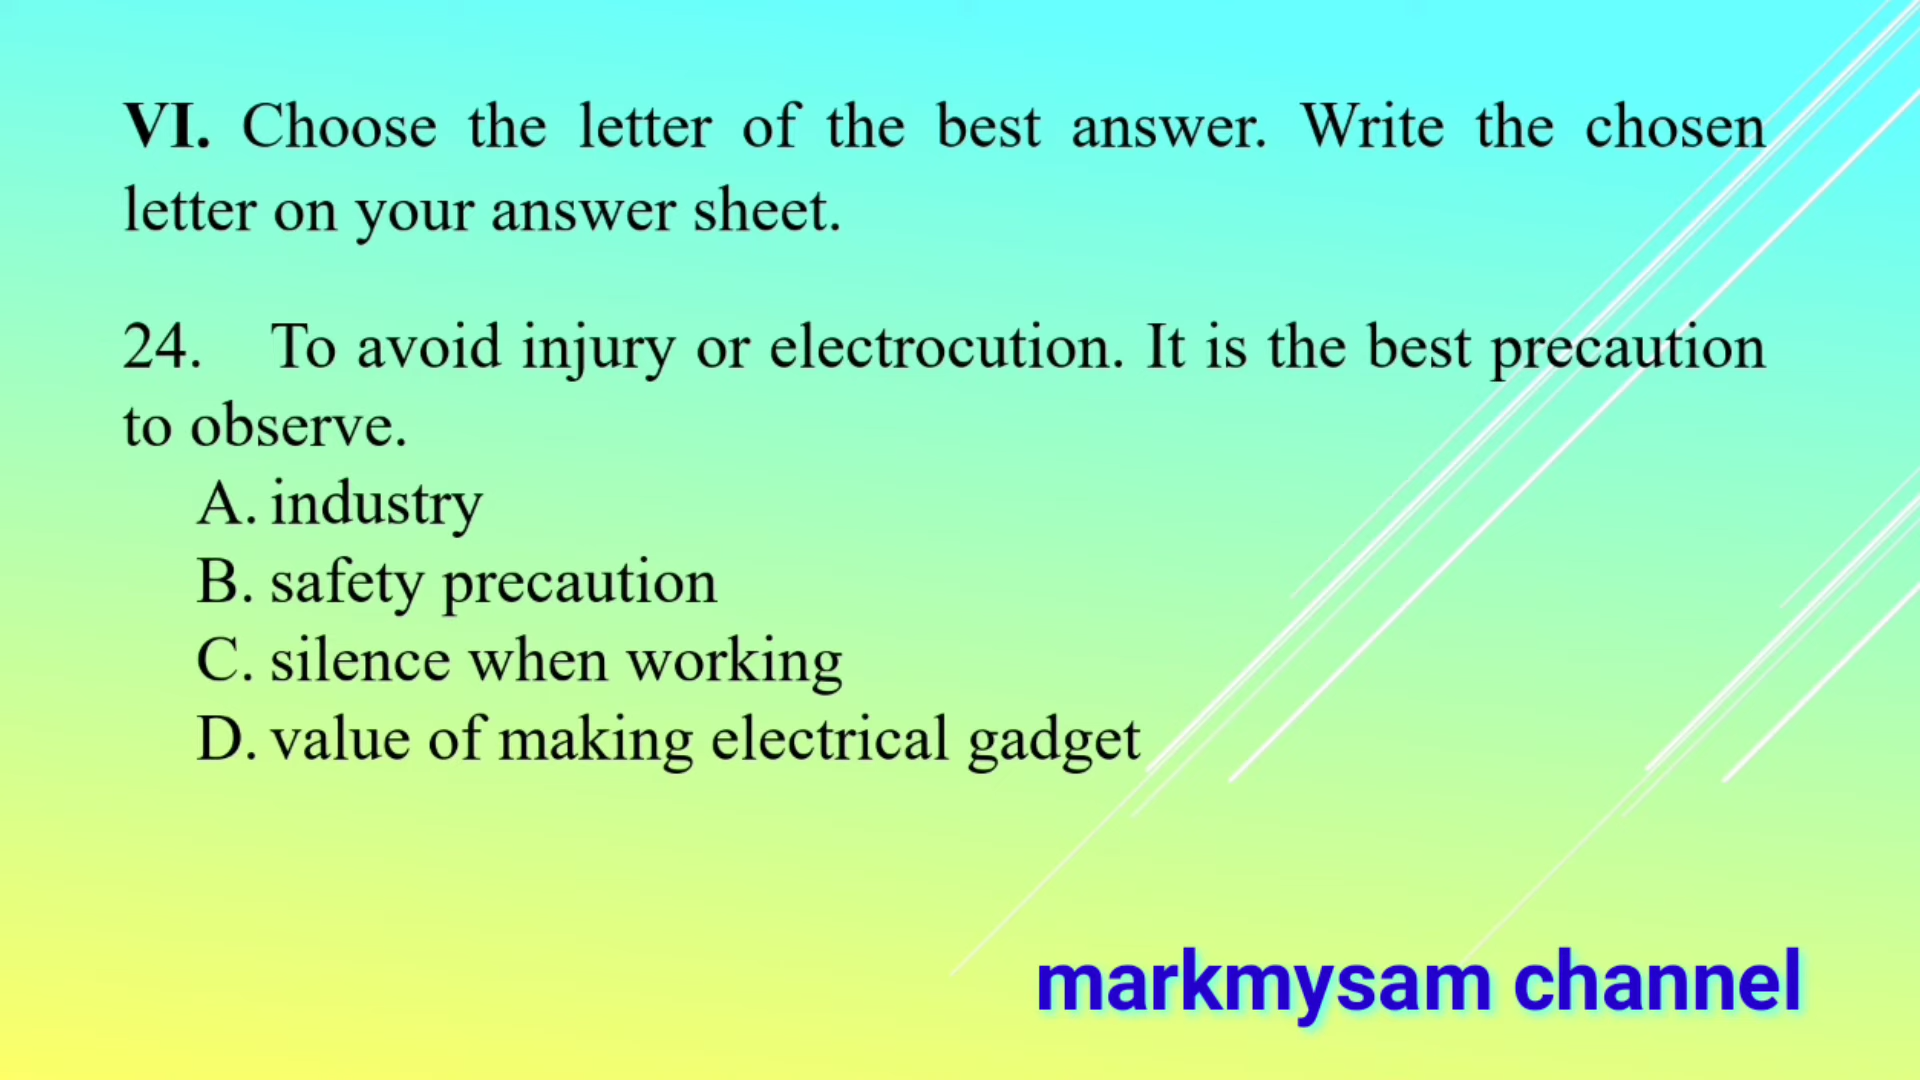 VI. Choose the letter of the best answer. Write the chosen
letter on your answer sheet.
24. To avoid injury or electrocution. It is the best precaution
to observe.
A. industry
B. safety precaution
C. silence when working
D. value of making electrical gadget
markmysam channel